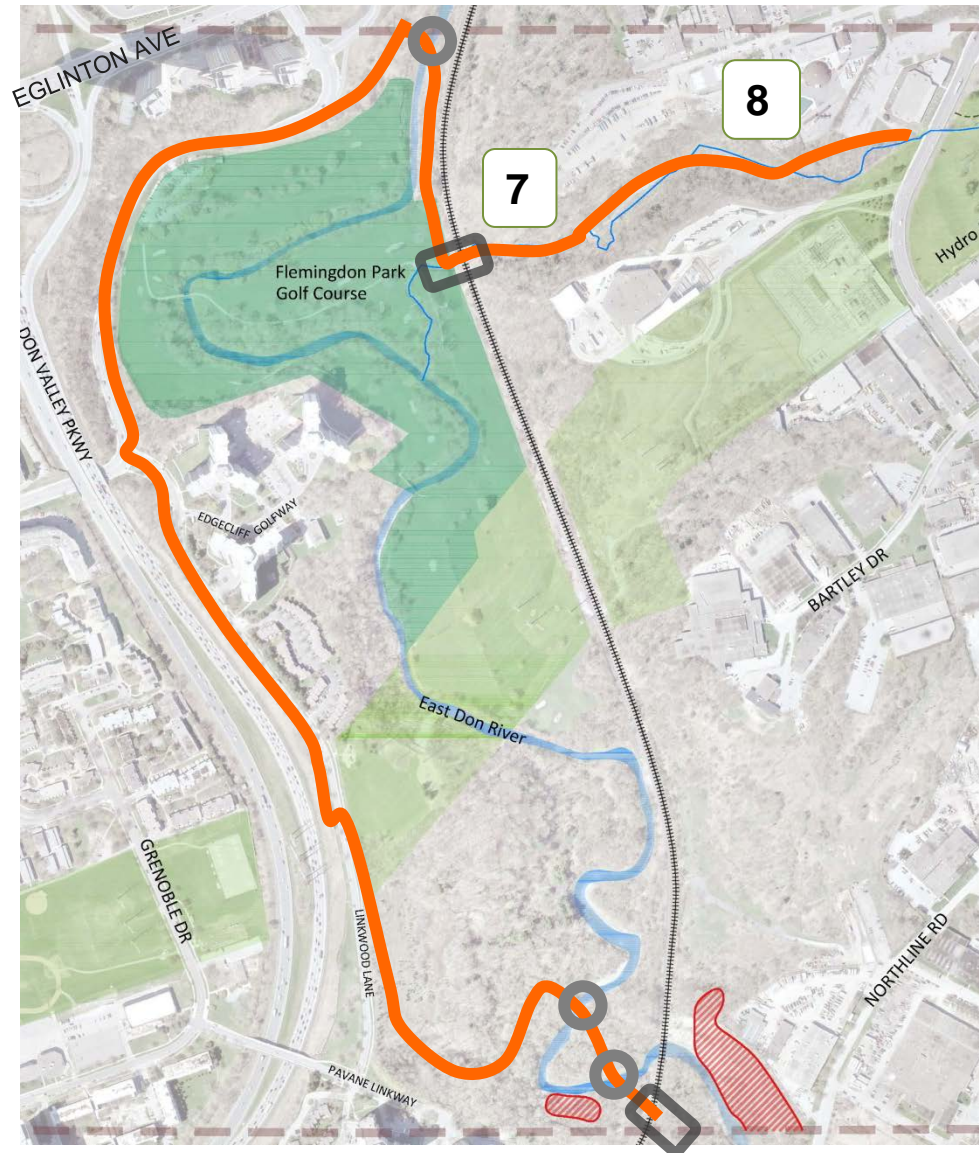 EGLINTON AVE
8
7
Hydro
Flemingdon Park
Golf Course
DON VALLEY PKWY
EDGECLIFF GOLFWAY
BARTLEY DR
East Don River
GRENOBLE DR
LINKWOOD LANE
NORTHLINE RD
PAVANE LINKWAY